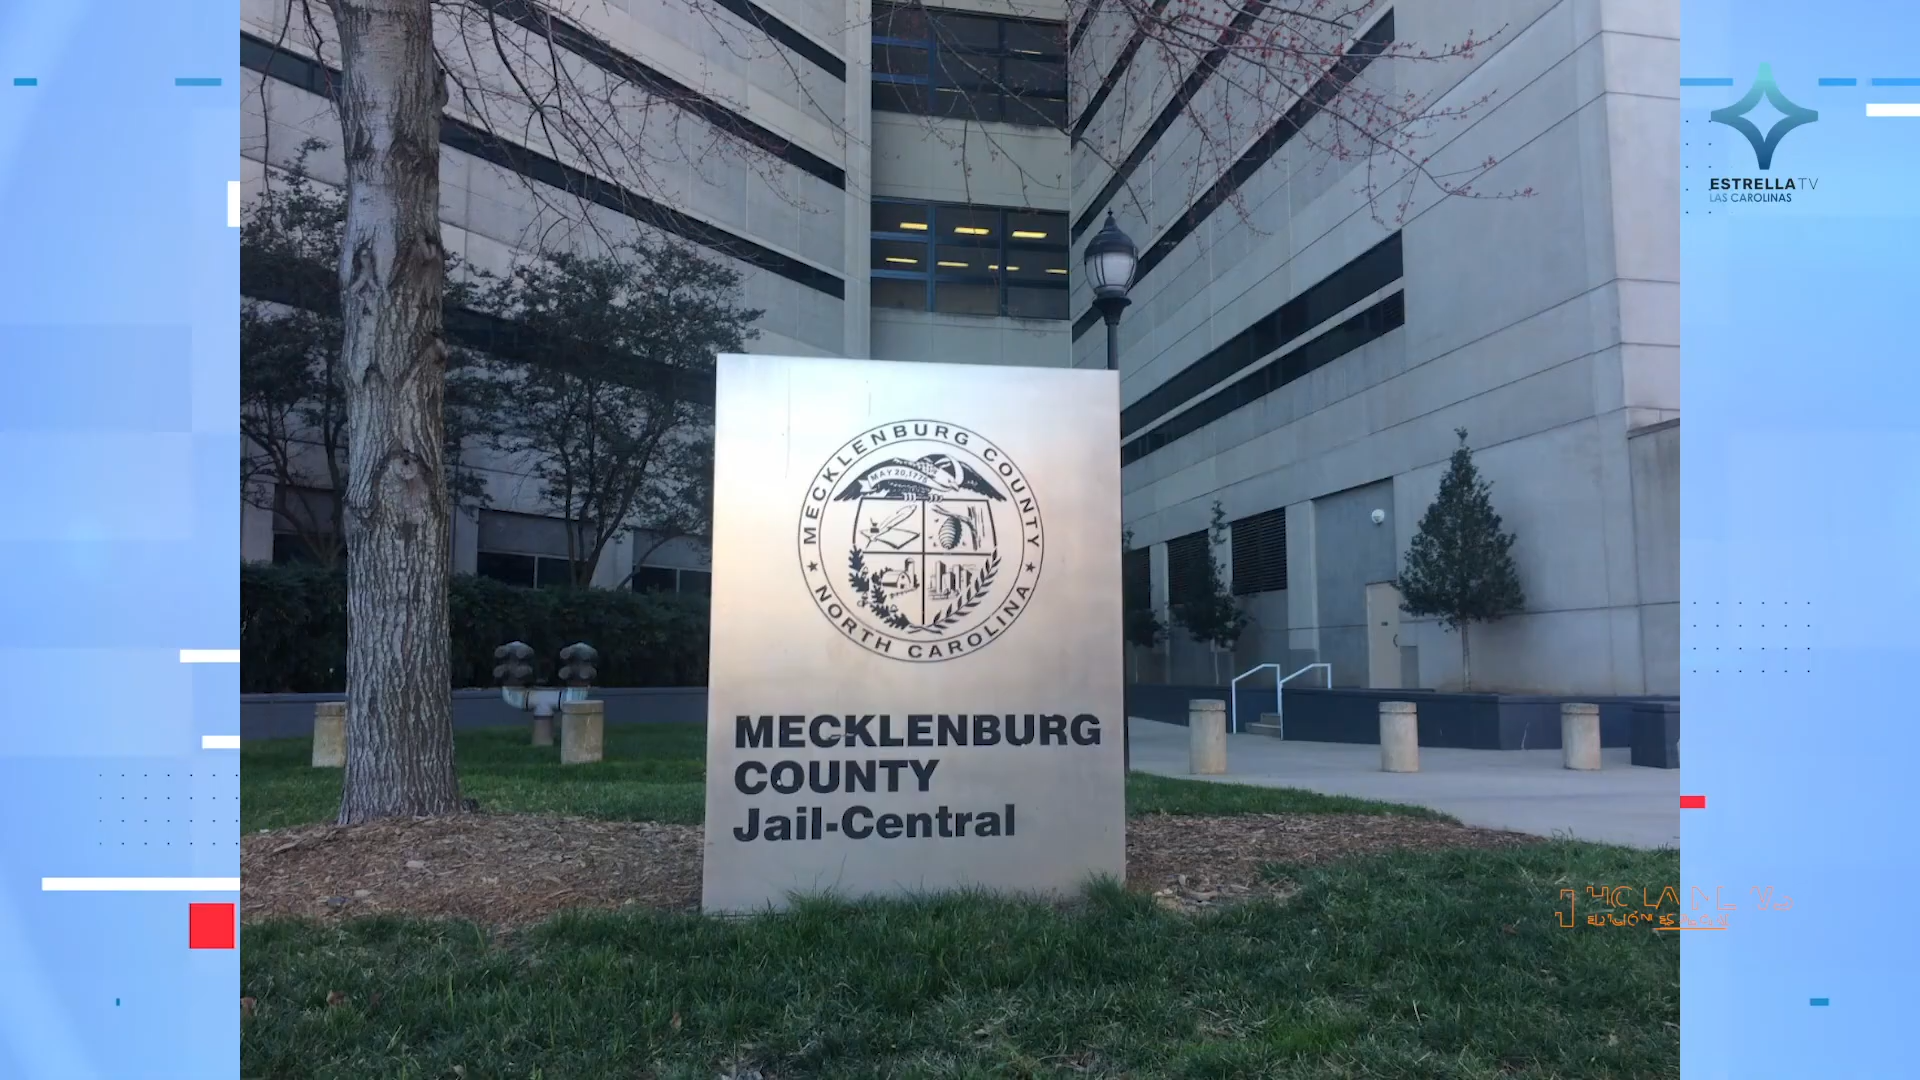 ESTRELLA TV
LAS CAROLINAS
MECKLENBURG COUNTY
MAY 20, 1775
NORTH CAROLINA
MECKLENBURG
COUNTY
Jail-Central